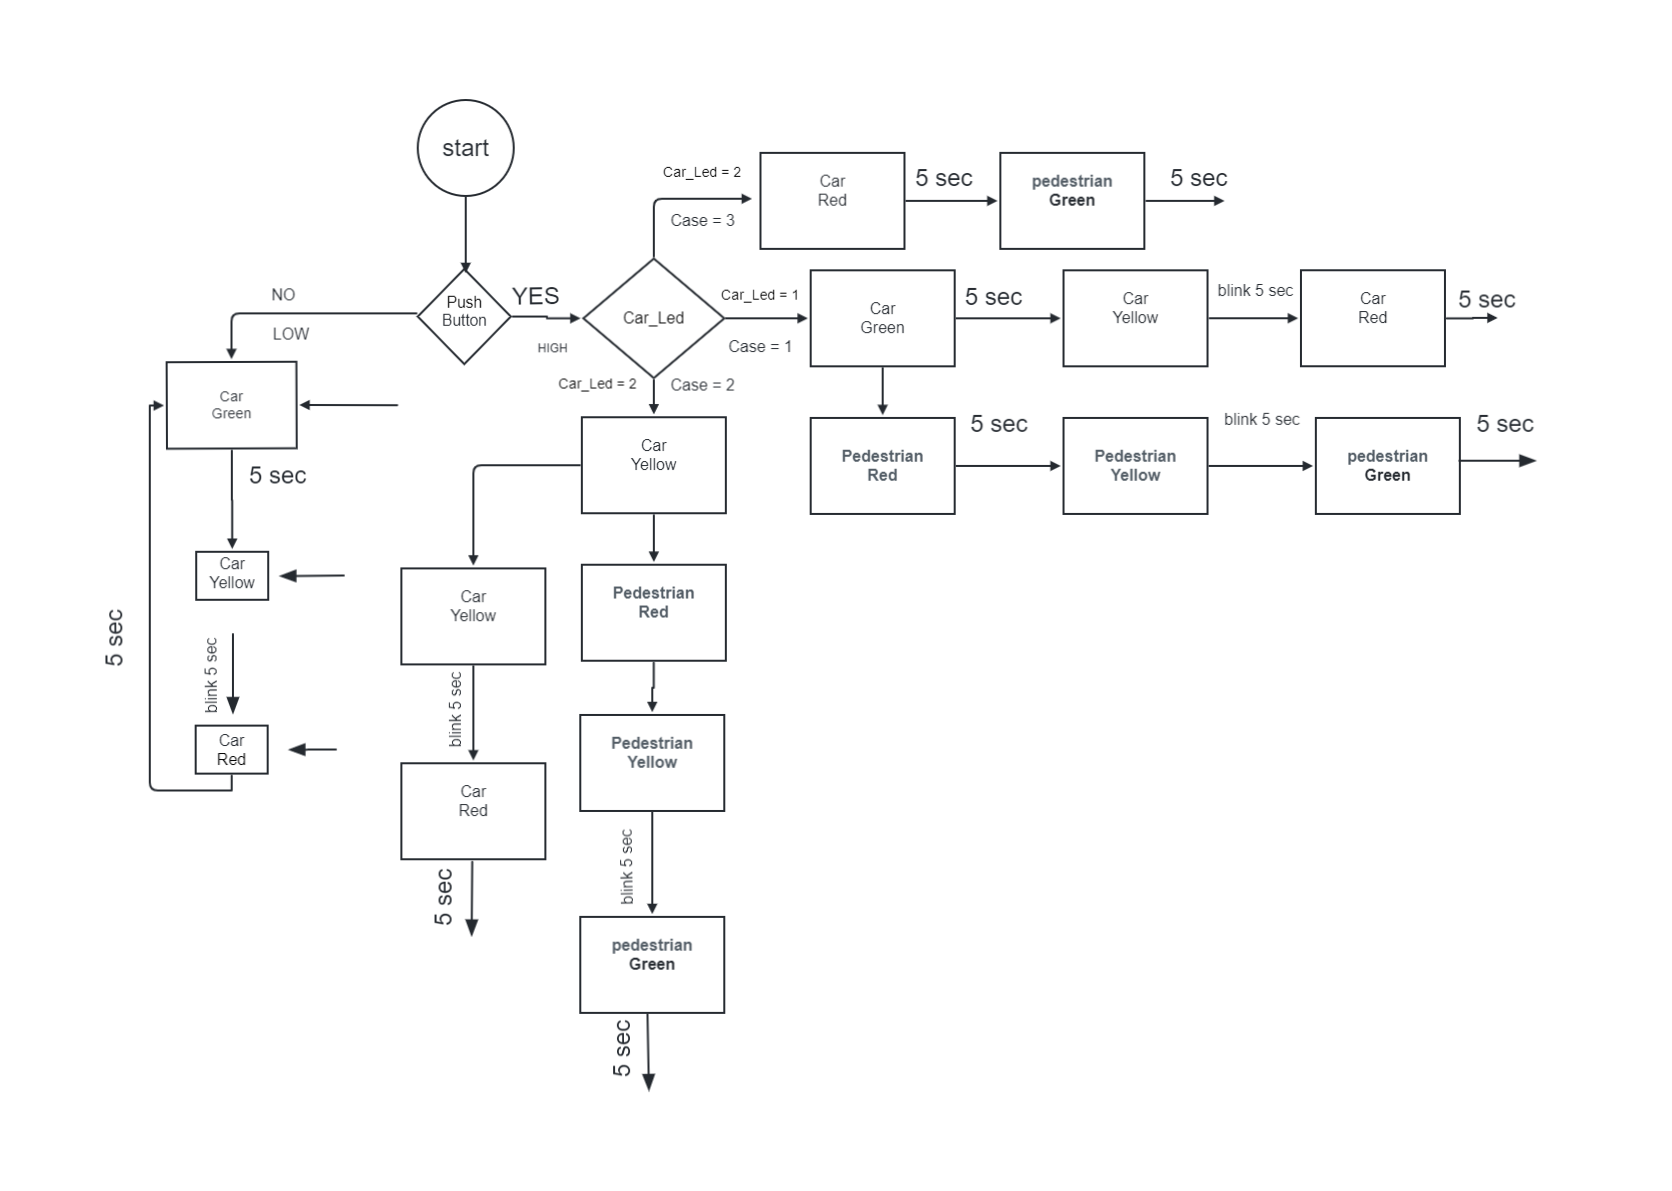 start
Push
Button
NO
LOW
YES
HIGH
Car_Led
Car_Led = 2
Case = 3
Car
Red
5 sec
pedestrian
Green
5 sec
Car_Led = 1
Case = 1
Car
Green
5 sec
Car
Yellow
blink 5 sec
Car
Red
5 sec
Pedestrian
Red
5 sec
Pedestrian
Yellow
blink 5 sec
pedestrian
Green
5 sec
Car_Led = 2
Case = 2
Car
Yellow
Car
Yellow
blink 5 sec
Car
Red
5 sec
Pedestrian
Red
Pedestrian
Yellow
blink 5 sec
pedestrian
Green
5 sec
Car
Green
5 sec
Car
Yellow
blink 5 sec
Car
Red
5 sec